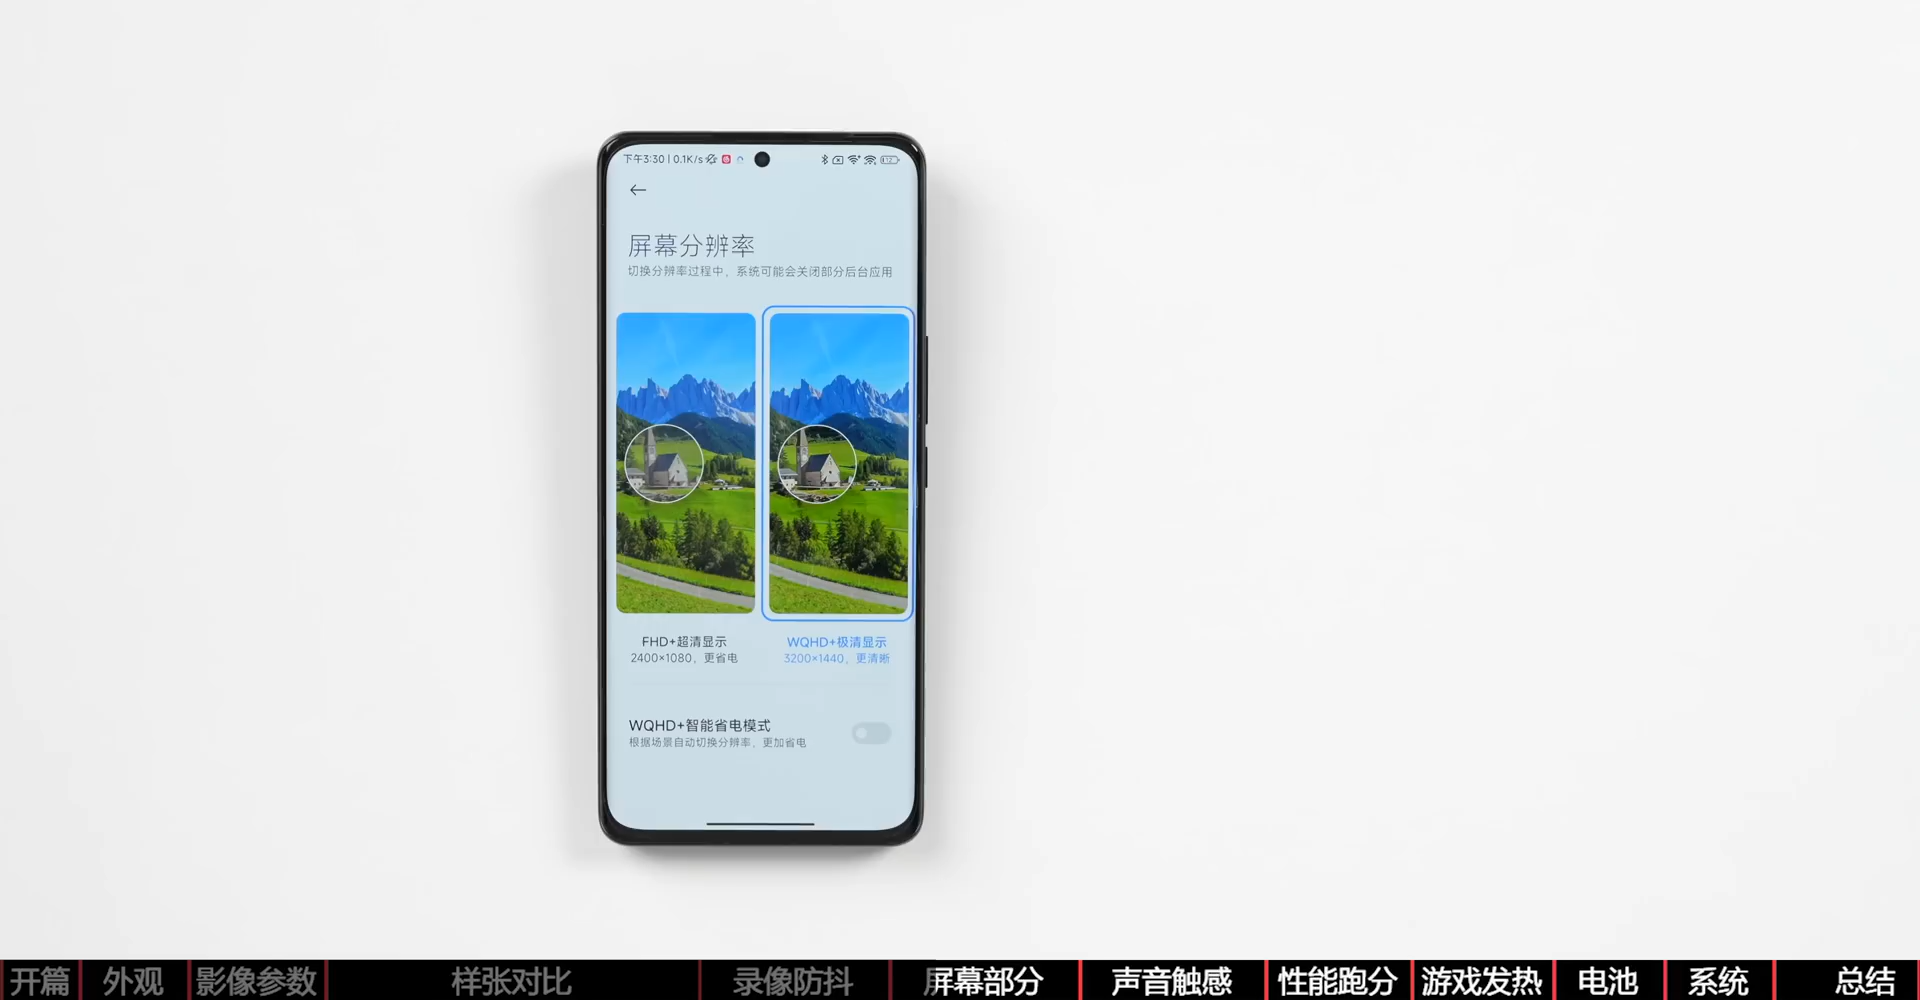 下午3:30 | 0.1K/s
12
屏幕分辨率
切换分辨率过程中，系统可能会关闭部分后台应用
FHD+超清显示
2400×1080，更省电
WQHD+极清显示
3200×1440，更清晰
WQHD+智能省电模式
根据场景自动切换分辨率，更加省电
开篇 外观 影像参数 样张对比 录像防抖 屏幕部分 声音触感 性能跑分 游戏发热 电池 系统 总结